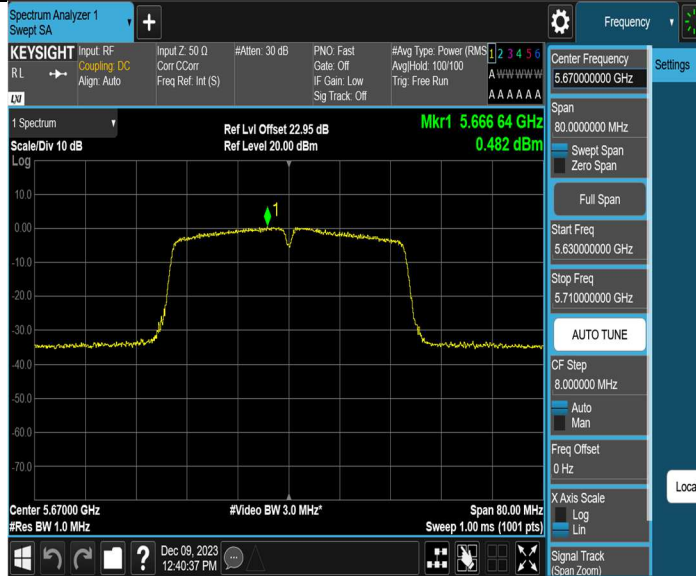 Spectrum Analyzer 1
Swept SA
Frequency
KEYSIGHT
RL
LXI
Input: RF
Coupling: DC
Align: Auto
Input Z: 50 Ω
Corr CCorr
Freq Ref: Int (S)
#Atten: 30 dB
PNO: Fast
Gate: Off
IF Gain: Low
Sig Track: Off
#Avg Type: Power (RMS
Avg|Hold: 100/100
Trig: Free Run
1 2 3 4 5 6
A W W W W W
A A A A A A
1 Spectrum
Scale/Div 10 dB
Log
Ref Lvl Offset 22.95 dB
Ref Level 20.00 dBm
Mkr1 5.666 64 GHz
0.482 dBm
10.0
0.00
-10.0
-20.0
-30.0
-40.0
-50.0
-60.0
-70.0
1
Center 5.67000 GHz
#Res BW 1.0 MHz
#Video BW 3.0 MHz*
Span 80.00 MHz
Sweep 1.00 ms (1001 pts)
Dec 09, 2023
12:40:37 PM
Center Frequency
5.670000000 GHz
Span
80.0000000 MHz
Swept Span
Zero Span
Full Span
Start Freq
5.630000000 GHz
Stop Freq
5.710000000 GHz
AUTO TUNE
CF Step
8.000000 MHz
Auto
Man
Freq Offset
0 Hz
X Axis Scale
Log
Lin
Signal Track
(Span Zoom)
Settings
Loca